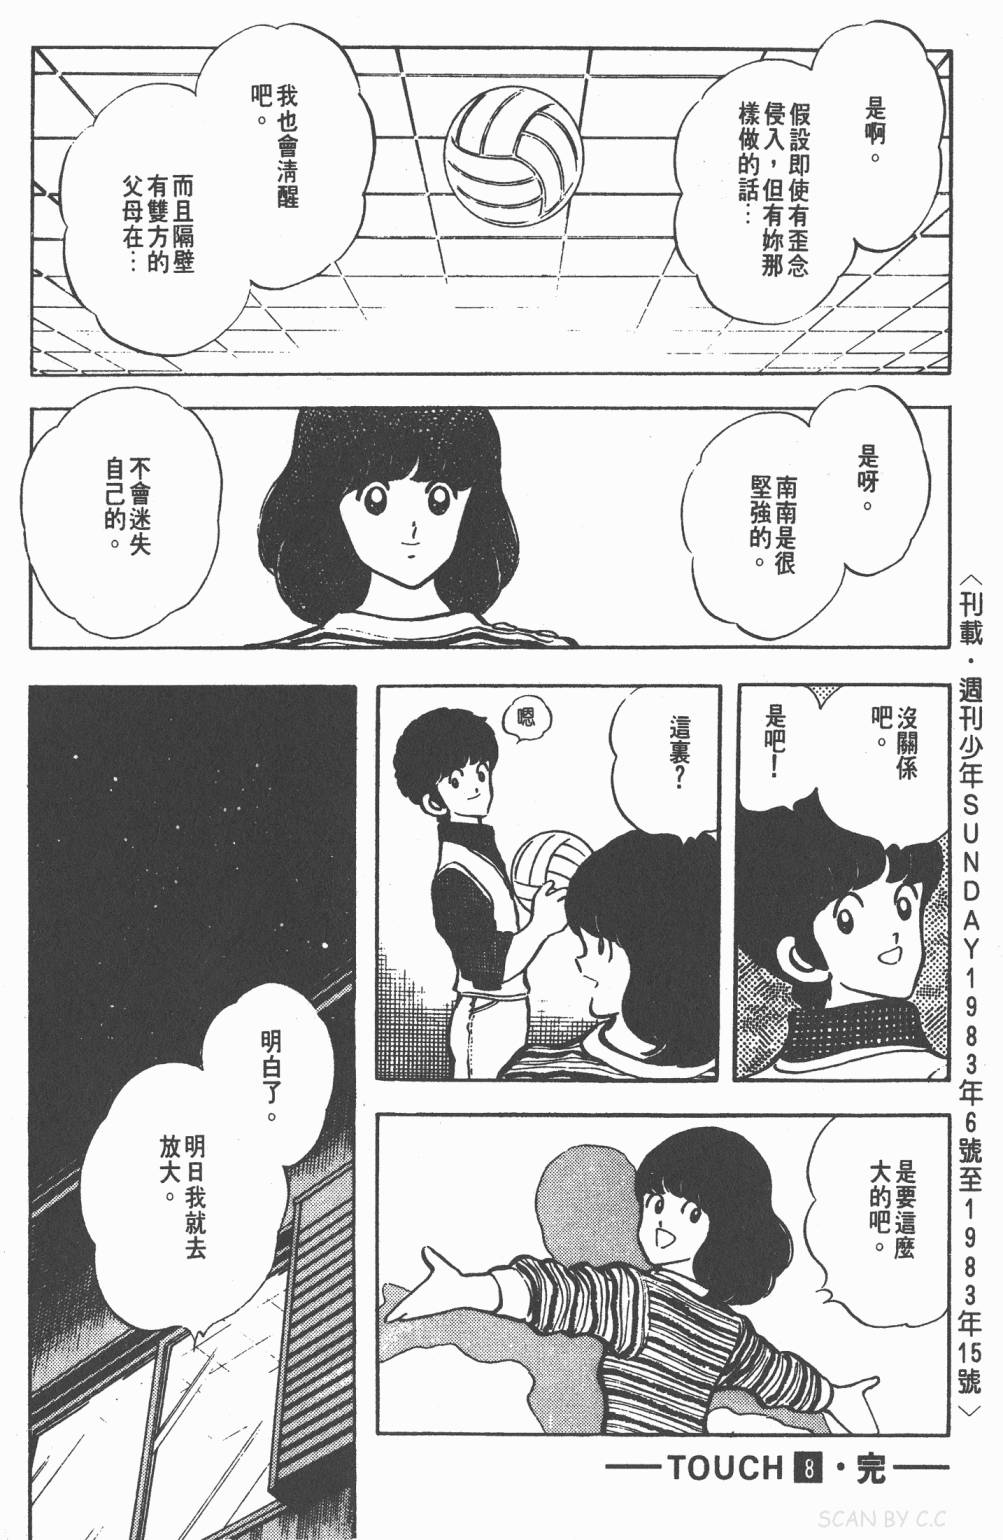 是啊。
假設即使有歪念
侵入，但有妳那
樣做的話…
我也會清醒
吧。
而且隔壁
有雙方的
父母在…
是呀。
南南是很
堅強的。
不會迷失
自己的。
沒關係
吧。
是吧！
這裏？
嗯
是要這麼
大的吧。
明白了。
明日我就去
放大。
〈刊載・週刊少年SUNDAY1983年6號至1983年15號〉
TOUCH 8・完
SCAN BY C.C